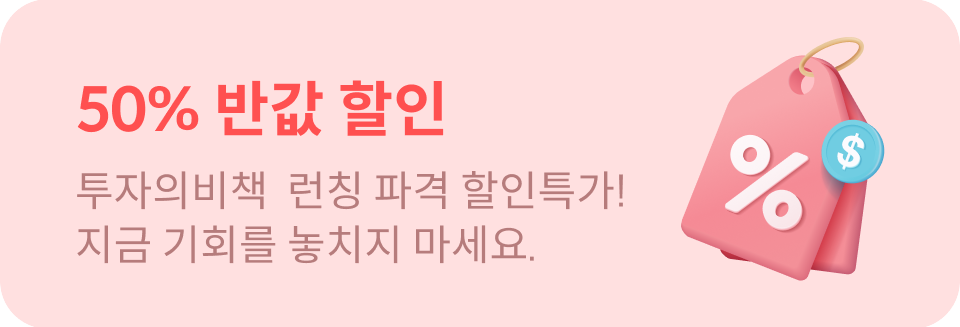 50% 반값 할인
투자의비책  런칭 파격 할인특가!
지금 기회를 놓치지 마세요.
%
$